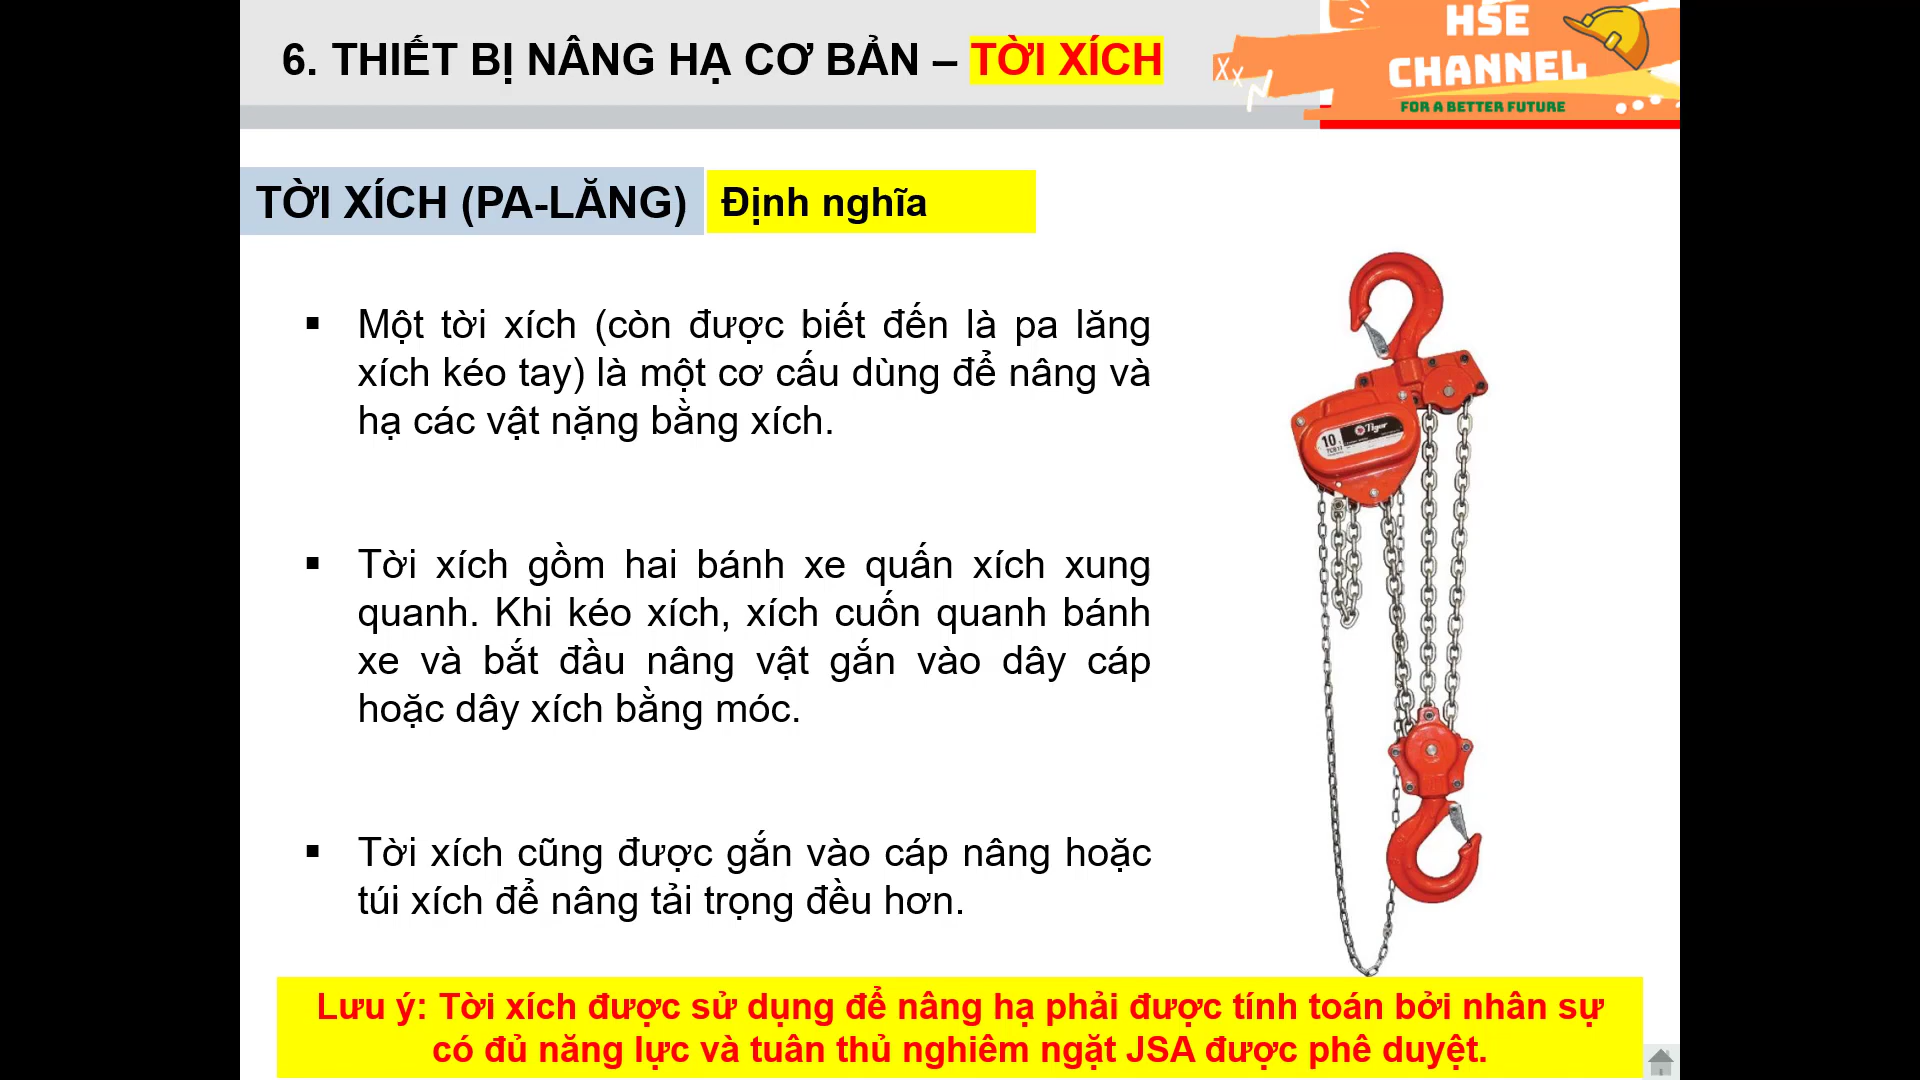 6. THIẾT BỊ NÂNG HẠ CƠ BẢN – TỜI XÍCH
HSE
CHANNEL
FOR A BETTER FUTURE
TỜI XÍCH (PA-LĂNG)
Định nghĩa
▪ Một tời xích (còn được biết đến là pa lăng
xích kéo tay) là một cơ cấu dùng để nâng và
hạ các vật nặng bằng xích.
▪ Tời xích gồm hai bánh xe quấn xích xung
quanh. Khi kéo xích, xích cuốn quanh bánh
xe và bắt đầu nâng vật gắn vào dây cáp
hoặc dây xích bằng móc.
▪ Tời xích cũng được gắn vào cáp nâng hoặc
túi xích để nâng tải trọng đều hơn.
Tiger
10
Lưu ý: Tời xích được sử dụng để nâng hạ phải được tính toán bởi nhân sự
có đủ năng lực và tuân thủ nghiêm ngặt JSA được phê duyệt.